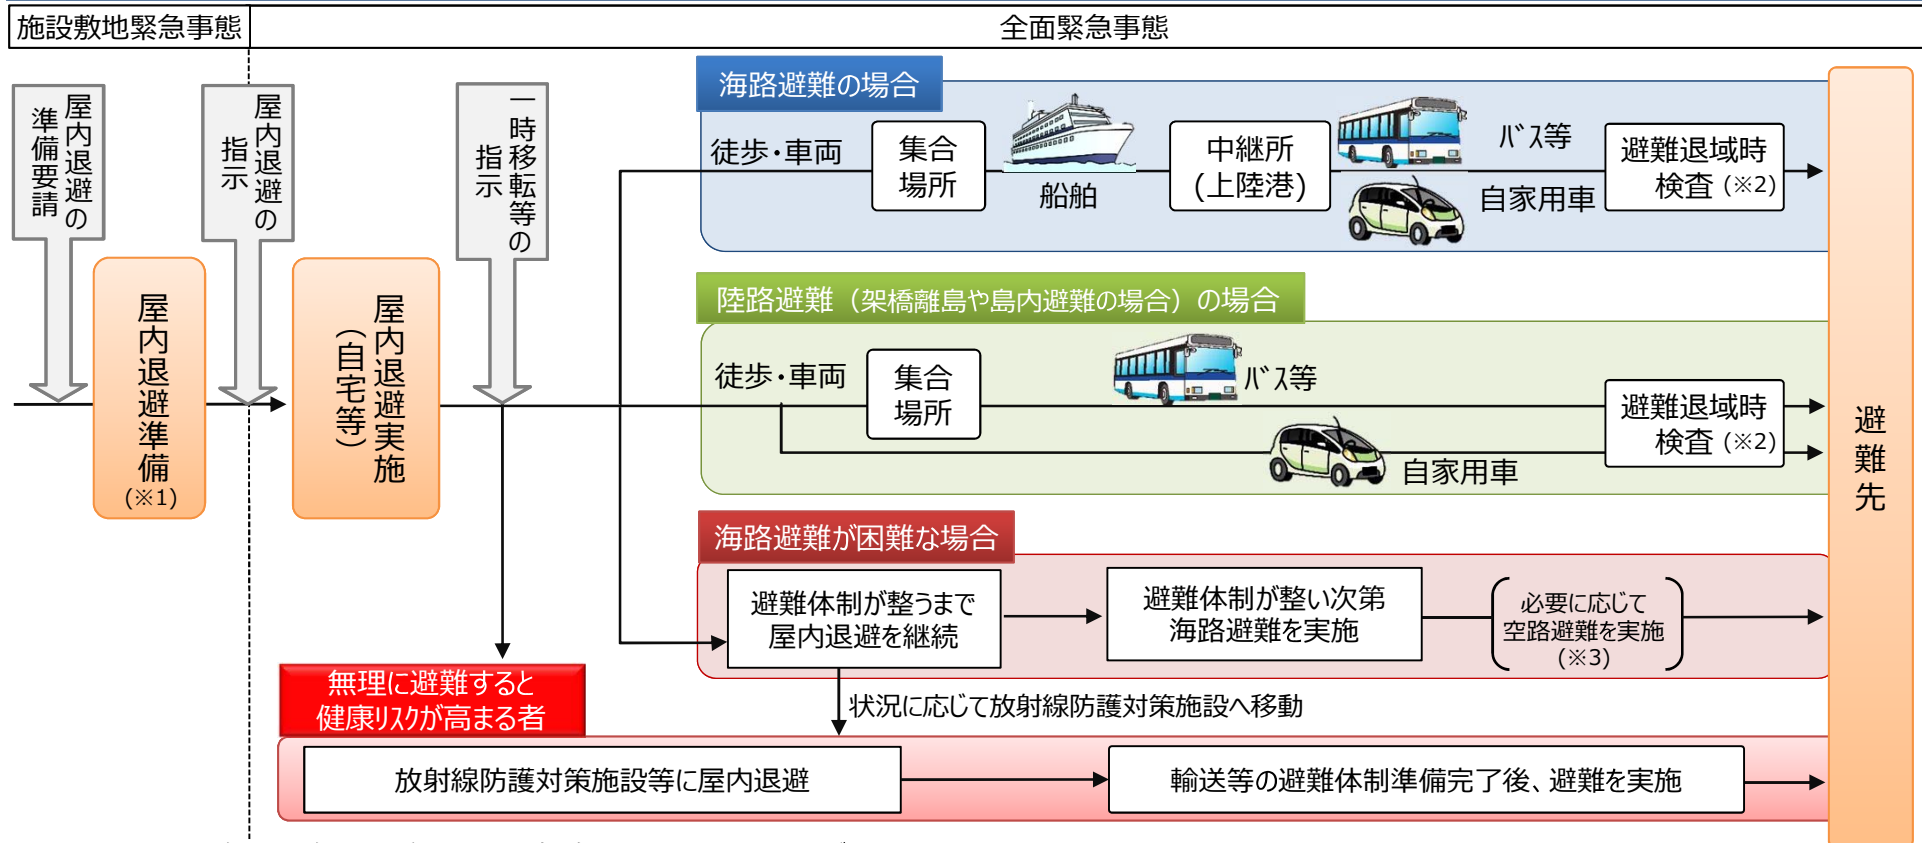 施設敷地緊急事態
全面緊急事態
屋内退避の
準備要請
屋内退避の
指示
一時移転等の
指示
屋内退避準備
(※1)
屋内退避実施
（自宅等）
海路避難の場合
徒歩・車両
集合
場所
船舶
中継所
(上陸港)
バス等
自家用車
避難退域時
検査 (※2)
陸路避難（架橋離島や島内避難の場合）の場合
徒歩・車両
集合
場所
バス等
自家用車
避難退域時
検査 (※2)
海路避難が困難な場合
避難体制が整うまで
屋内退避を継続
避難体制が整い次第
海路避難を実施
必要に応じて
空路避難を実施
(※3)
状況に応じて放射線防護対策施設へ移動
無理に避難すると
健康リスクが高まる者
放射線防護対策施設等に屋内退避
輸送等の避難体制準備完了後、避難を実施
避難先